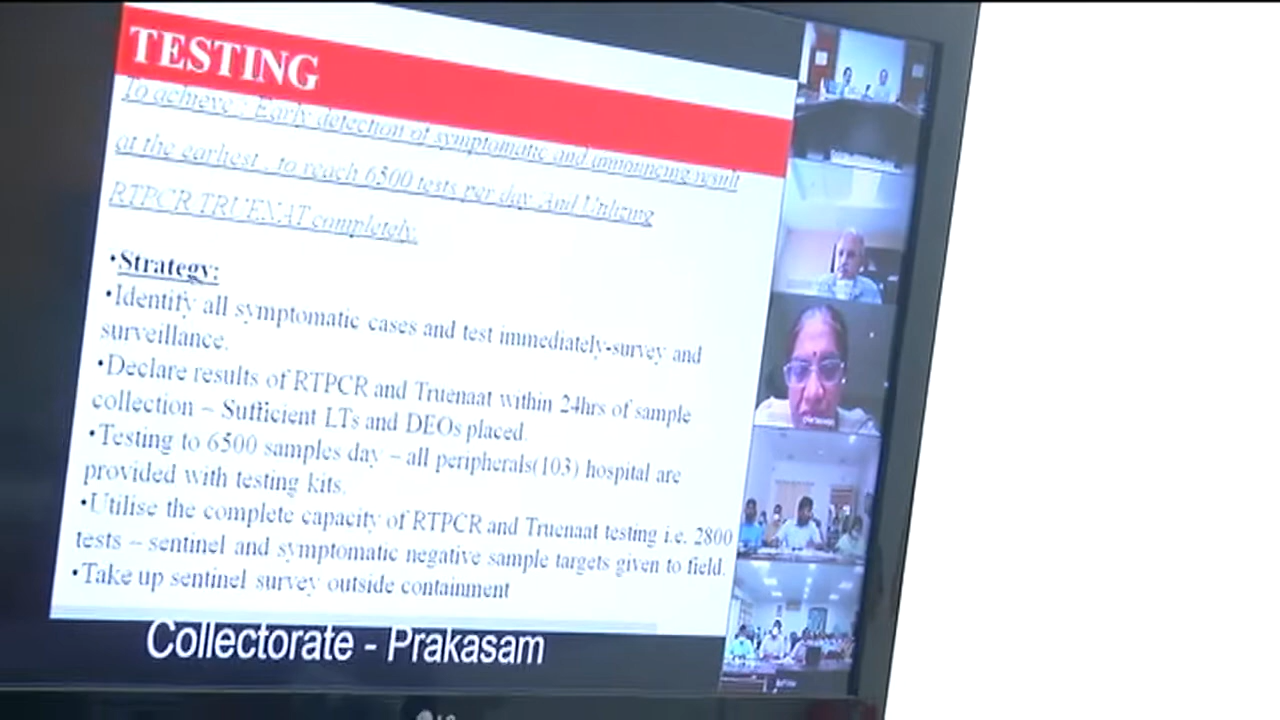 TESTING
To achieve : Early detection of symptomatic and announcing result
at the earliest , to reach 6500 tests per day. And Utilizing
RTPCR TRUENAT completely.
•Strategy:
•Identify all symptomatic cases and test immediately-survey and
surveillance.
•Declare results of RTPCR and Truenaat within 24hrs of sample
collection – Sufficient LTs and DEOs placed.
•Testing to 6500 samples day – all peripherals(103) hospital are
provided with testing kits.
•Utilise the complete capacity of RTPCR and Truenaat testing i.e. 2800
tests – sentinel and symptomatic negative sample targets given to field.
•Take up sentinel survey outside containment
Collectorate - Prakasam